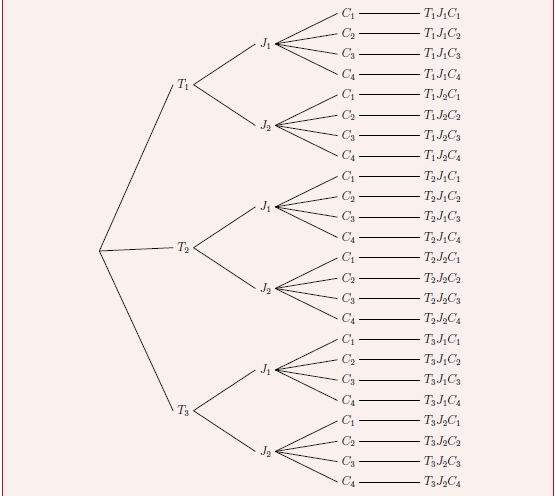 C₁ T₁J₁C₁
C₂ T₁J₁C₂
J₁
C₃ T₁J₁C₃
C₄ T₁J₁C₄
T₁
C₁ T₁J₂C₁
C₂ T₁J₂C₂
J₂
C₃ T₁J₂C₃
C₄ T₁J₂C₄
C₁ T₂J₁C₁
C₂ T₂J₁C₂
J₁
C₃ T₂J₁C₃
C₄ T₂J₁C₄
T₂
C₁ T₂J₂C₁
C₂ T₂J₂C₂
J₂
C₃ T₂J₂C₃
C₄ T₂J₂C₄
C₁ T₃J₁C₁
C₂ T₃J₁C₂
J₁
C₃ T₃J₁C₃
C₄ T₃J₁C₄
T₃
C₁ T₃J₂C₁
C₂ T₃J₂C₂
J₂
C₃ T₃J₂C₃
C₄ T₃J₂C₄